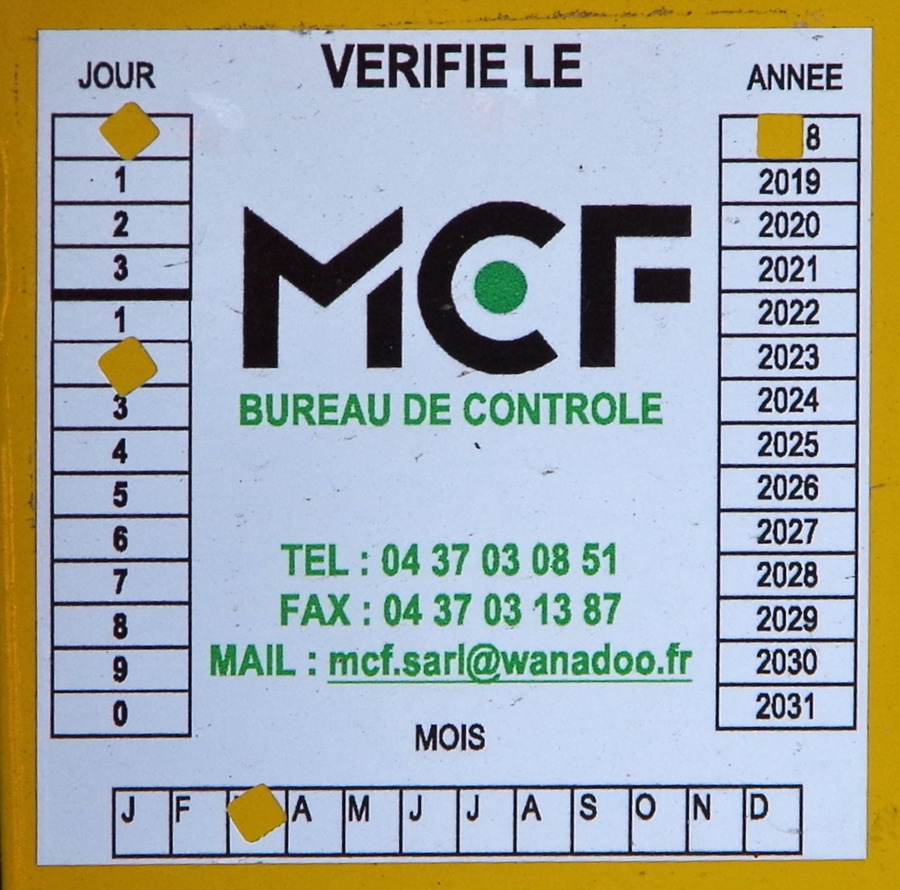 VERIFIE LE
JOUR
ANNEE
1
2
3
1
3
4
5
6
7
8
9
0
MCF
BUREAU DE CONTROLE
TEL : 04 37 03 08 51
FAX : 04 37 03 13 87
MAIL : mcf.sarl@wanadoo.fr
8
2019
2020
2021
2022
2023
2024
2025
2026
2027
2028
2029
2030
2031
MOIS
J F A M J J A S O N D